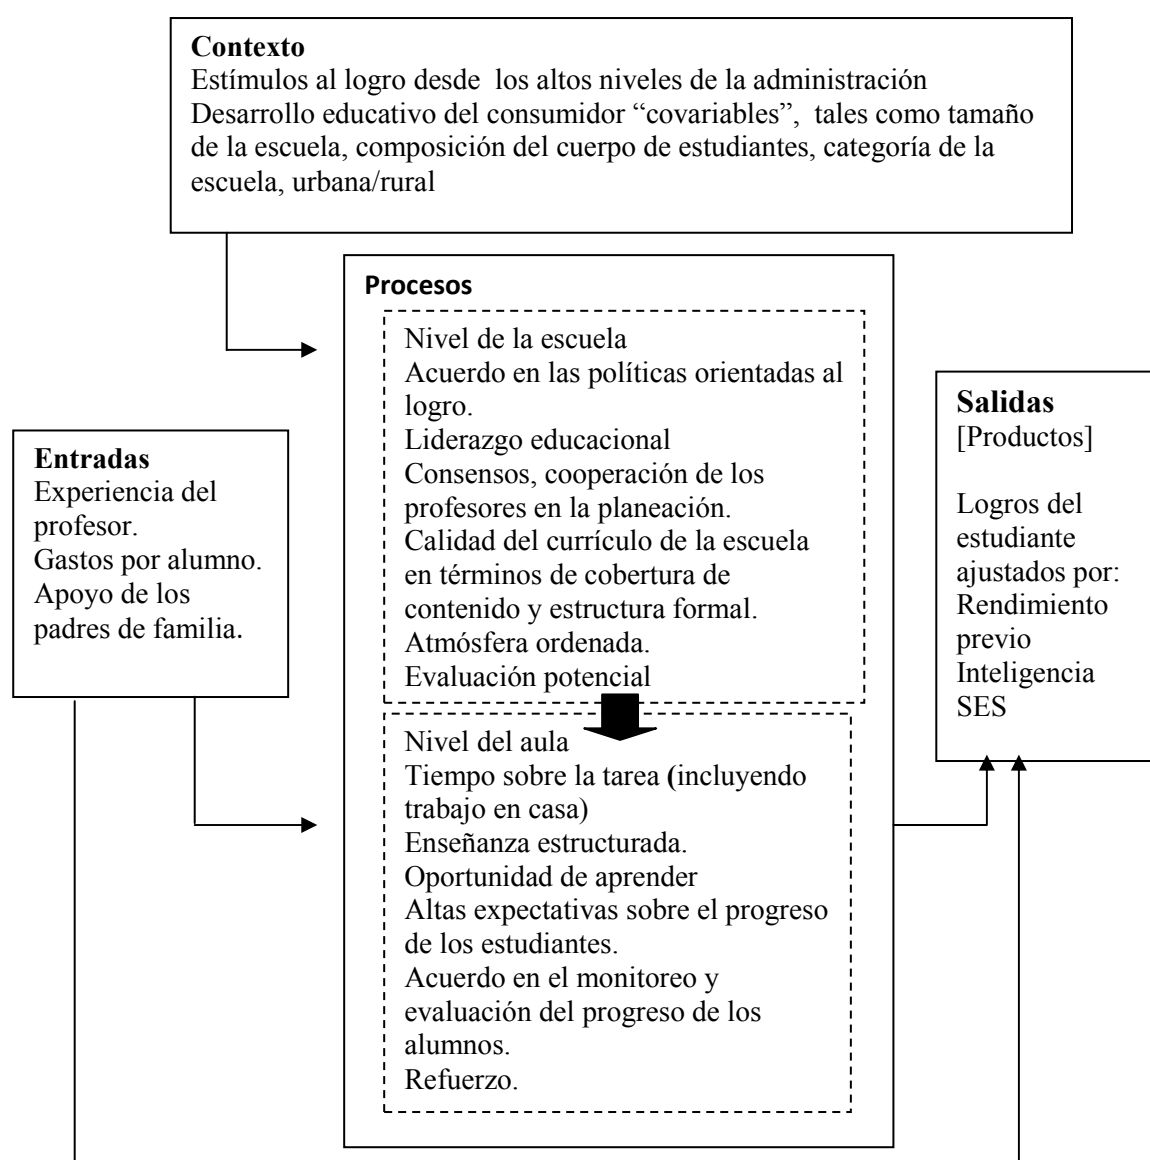 Contexto
Estímulos al logro desde los altos niveles de la administración
Desarrollo educativo del consumidor “covariables”, tales como tamaño
de la escuela, composición del cuerpo de estudiantes, categoría de la
escuela, urbana/rural
Procesos
Nivel de la escuela
Acuerdo en las políticas orientadas al
logro.
Liderazgo educacional
Consensos, cooperación de los
profesores en la planeación.
Calidad del currículo de la escuela
en términos de cobertura de
contenido y estructura formal.
Atmósfera ordenada.
Evaluación potencial
Nivel del aula
Tiempo sobre la tarea (incluyendo
trabajo en casa)
Enseñanza estructurada.
Oportunidad de aprender
Altas expectativas sobre el progreso
de los estudiantes.
Acuerdo en el monitoreo y
evaluación del progreso de los
alumnos.
Refuerzo.
Entradas
Experiencia del
profesor.
Gastos por alumno.
Apoyo de los
padres de familia.
Salidas
[Productos]
Logros del
estudiante
ajustados por:
Rendimiento
previo
Inteligencia
SES